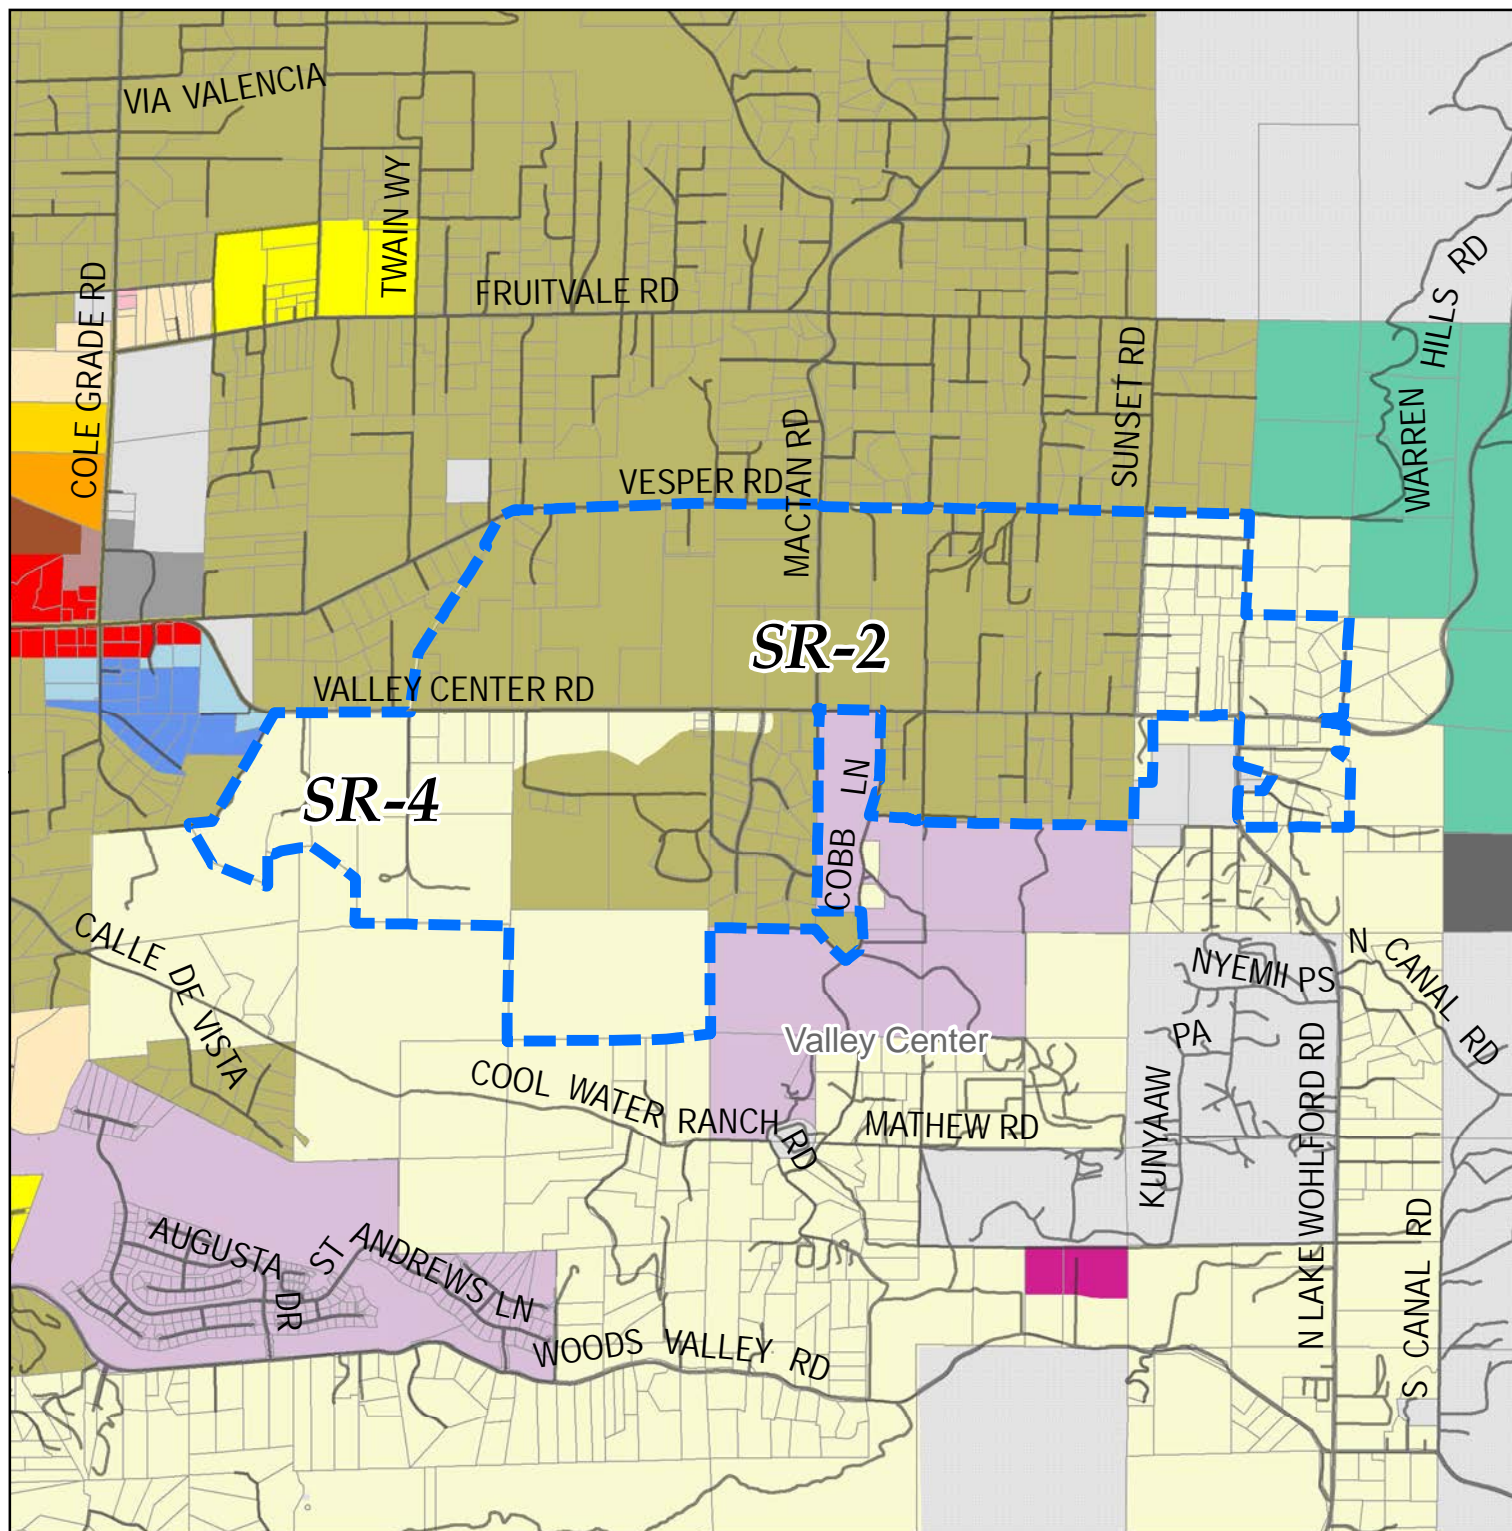 VIA VALENCIA
TWAIN WY
COLE GRADE RD
FRUITVALE RD
HILLS RD
WARREN
SUNSET RD
MACTAN RD
VESPER RD
SR-2
VALLEY CENTER RD
SR-4
COBB LN
CALLE DE VISTA
N CANAL RD
NYEMII PS
PA
KUNYAAW
Valley Center
COOL WATER RANCH RD
MATHEW RD
N LAKE WOHLFORD RD
S CANAL RD
AUGUSTA DR
ST ANDREWS LN
WOODS VALLEY RD